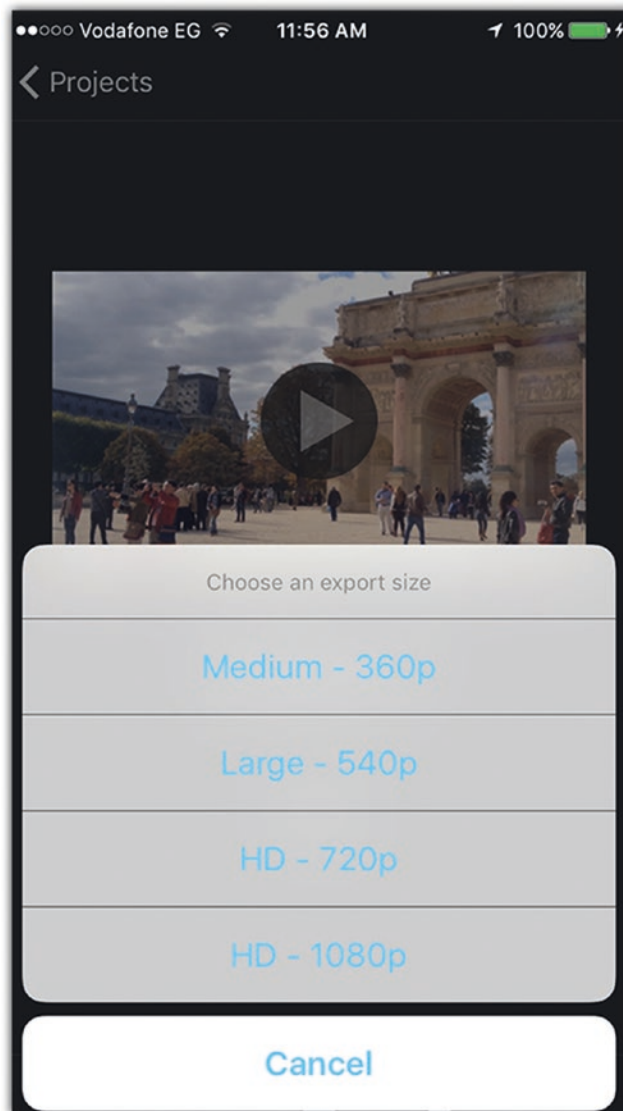 Vodafone EG 11:56 AM 100%
Projects
Choose an export size
Medium - 360p
Large - 540p
HD - 720p
HD - 1080p
Cancel